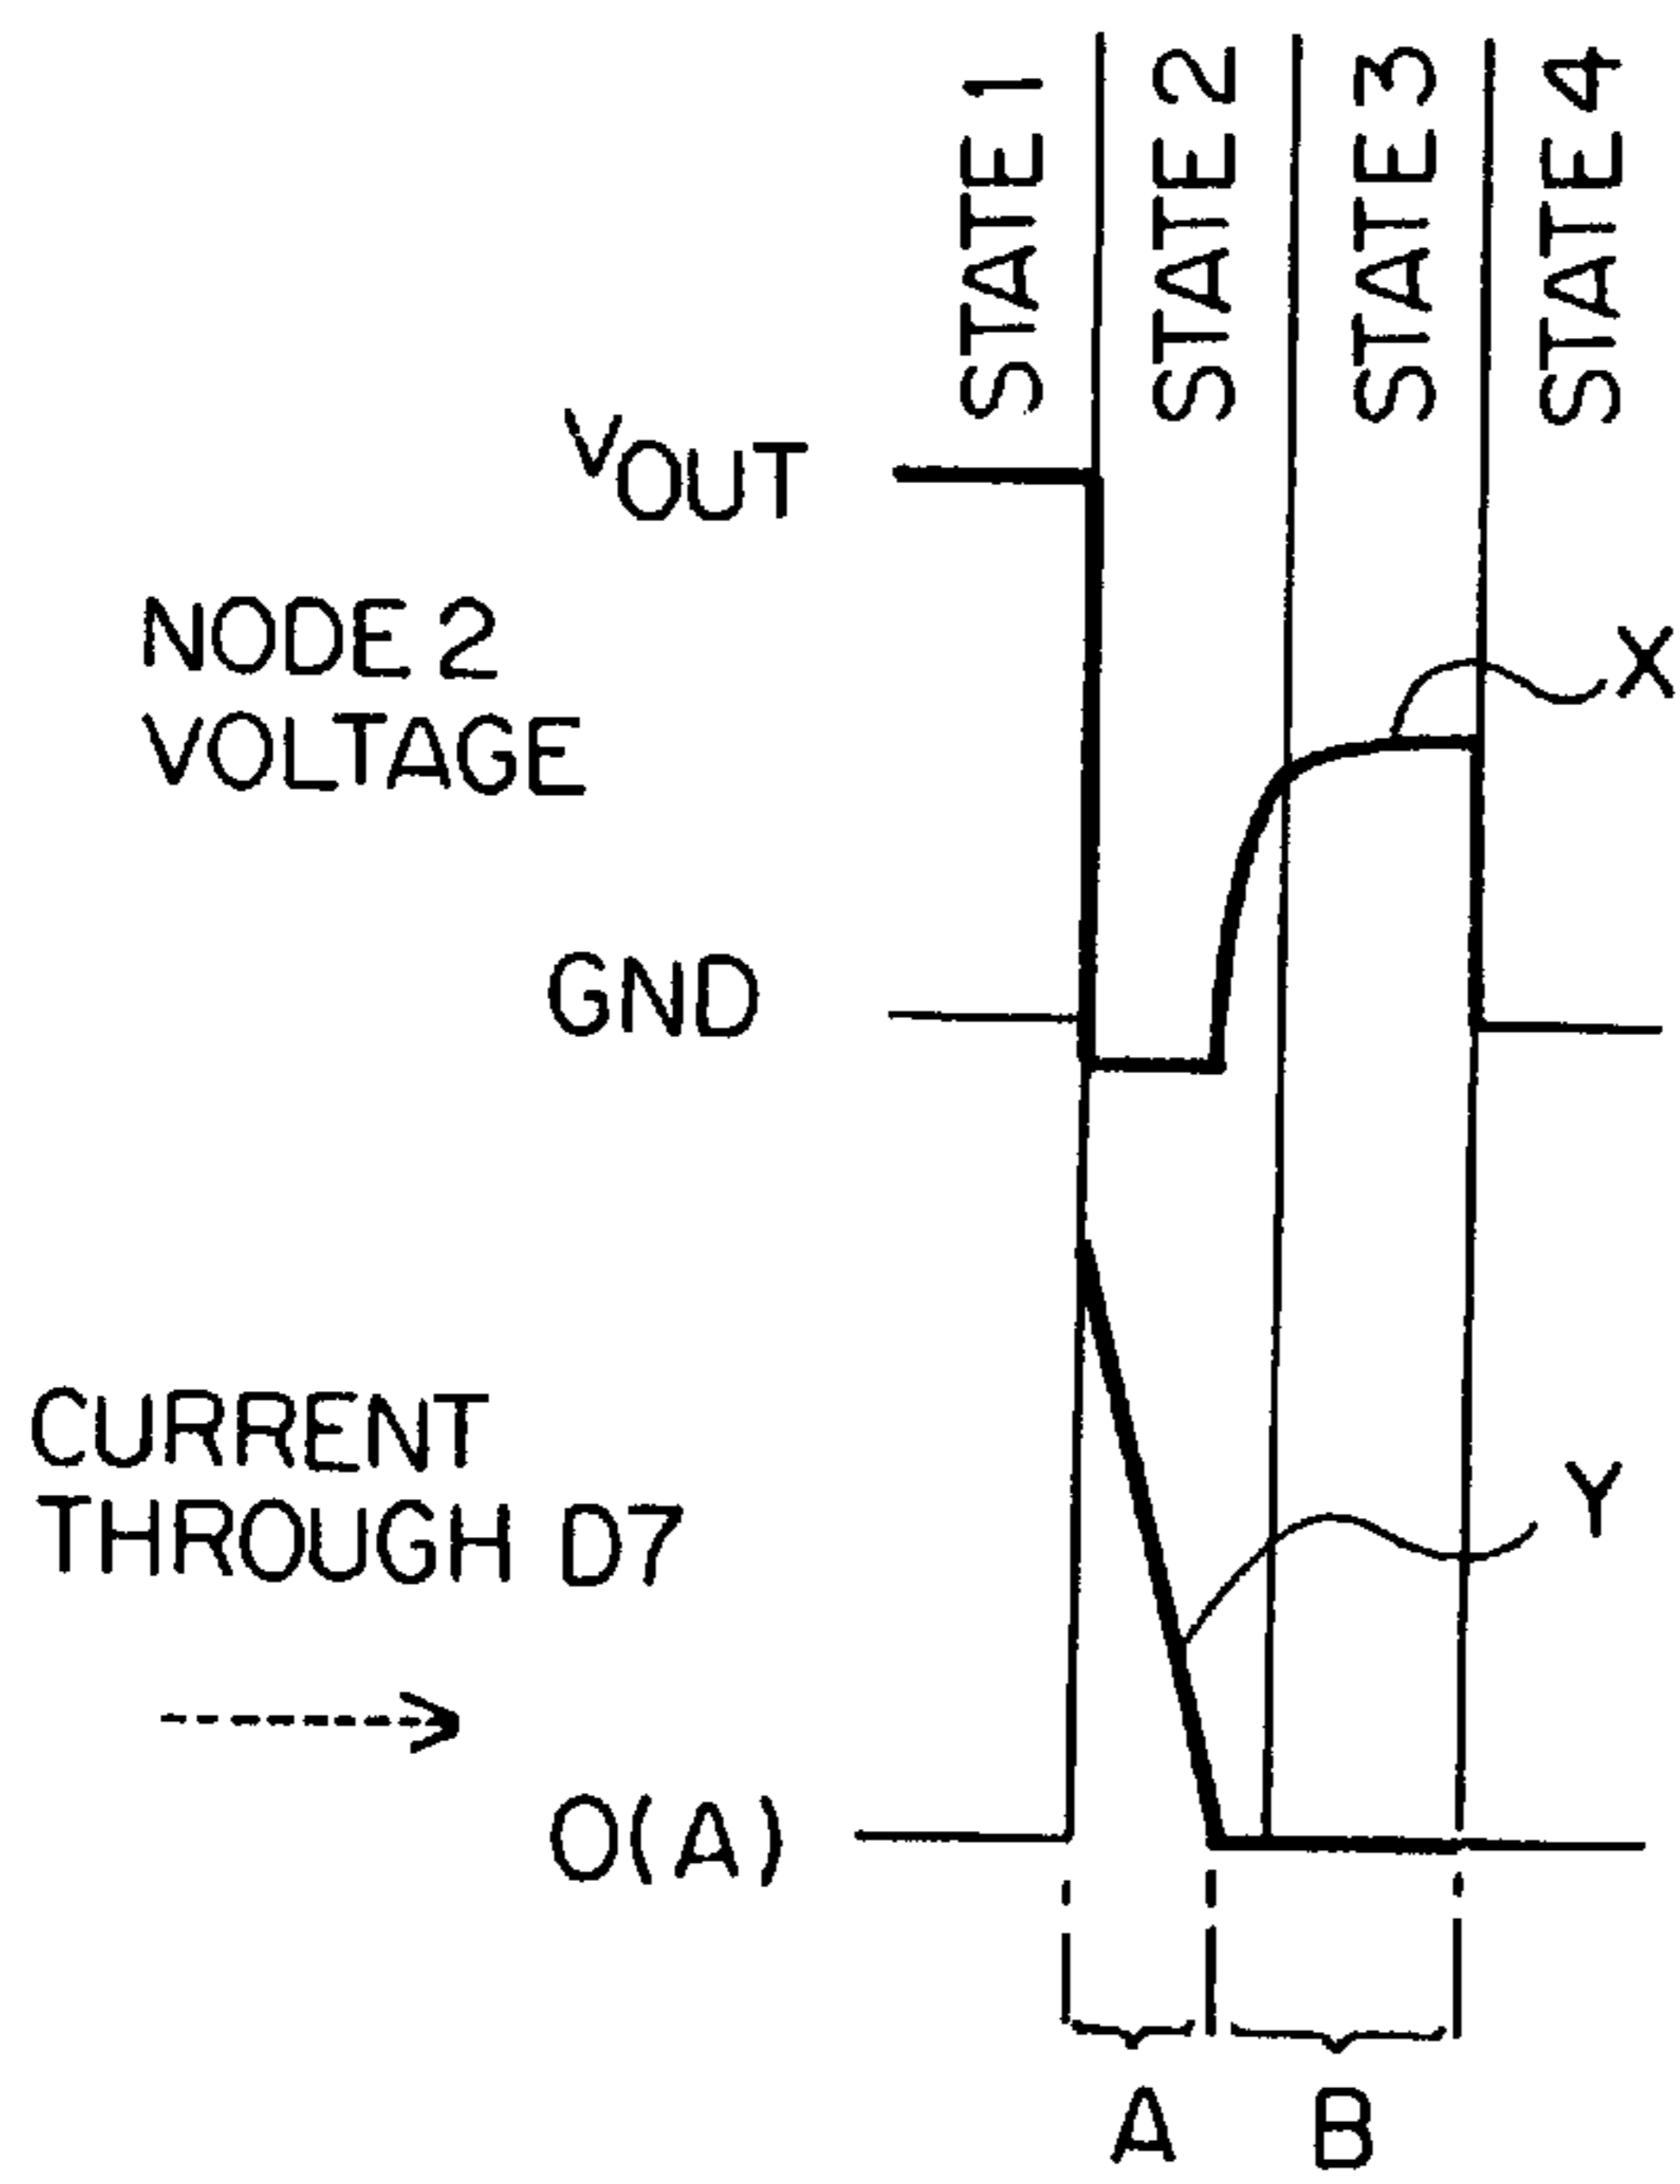 STATE 1
STATE 2
STATE 3
STATE 4
VOUT
NODE 2
VOLTAGE
X
GND
CURRENT
THROUGH D7
Y
0(A)
A
B